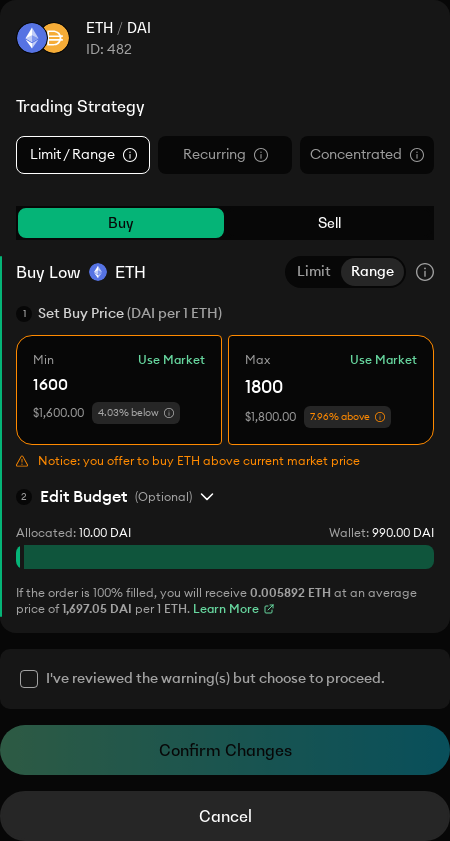 ETH / DAI
ID: 482
Trading Strategy
Limit / Range
Recurring
Concentrated
Buy
Sell
Buy Low ETH
Limit
Range
1 Set Buy Price (DAI per 1 ETH)
Min
Use Market
1600
$1,600.00
4.03% below
Max
Use Market
1800
$1,800.00
7.96% above
Notice: you offer to buy ETH above current market price
2 Edit Budget (Optional)
Allocated: 10.00 DAI
Wallet: 990.00 DAI
If the order is 100% filled, you will receive 0.005892 ETH at an average
price of 1,697.05 DAI per 1 ETH. Learn More
I've reviewed the warning(s) but choose to proceed.
Confirm Changes
Cancel